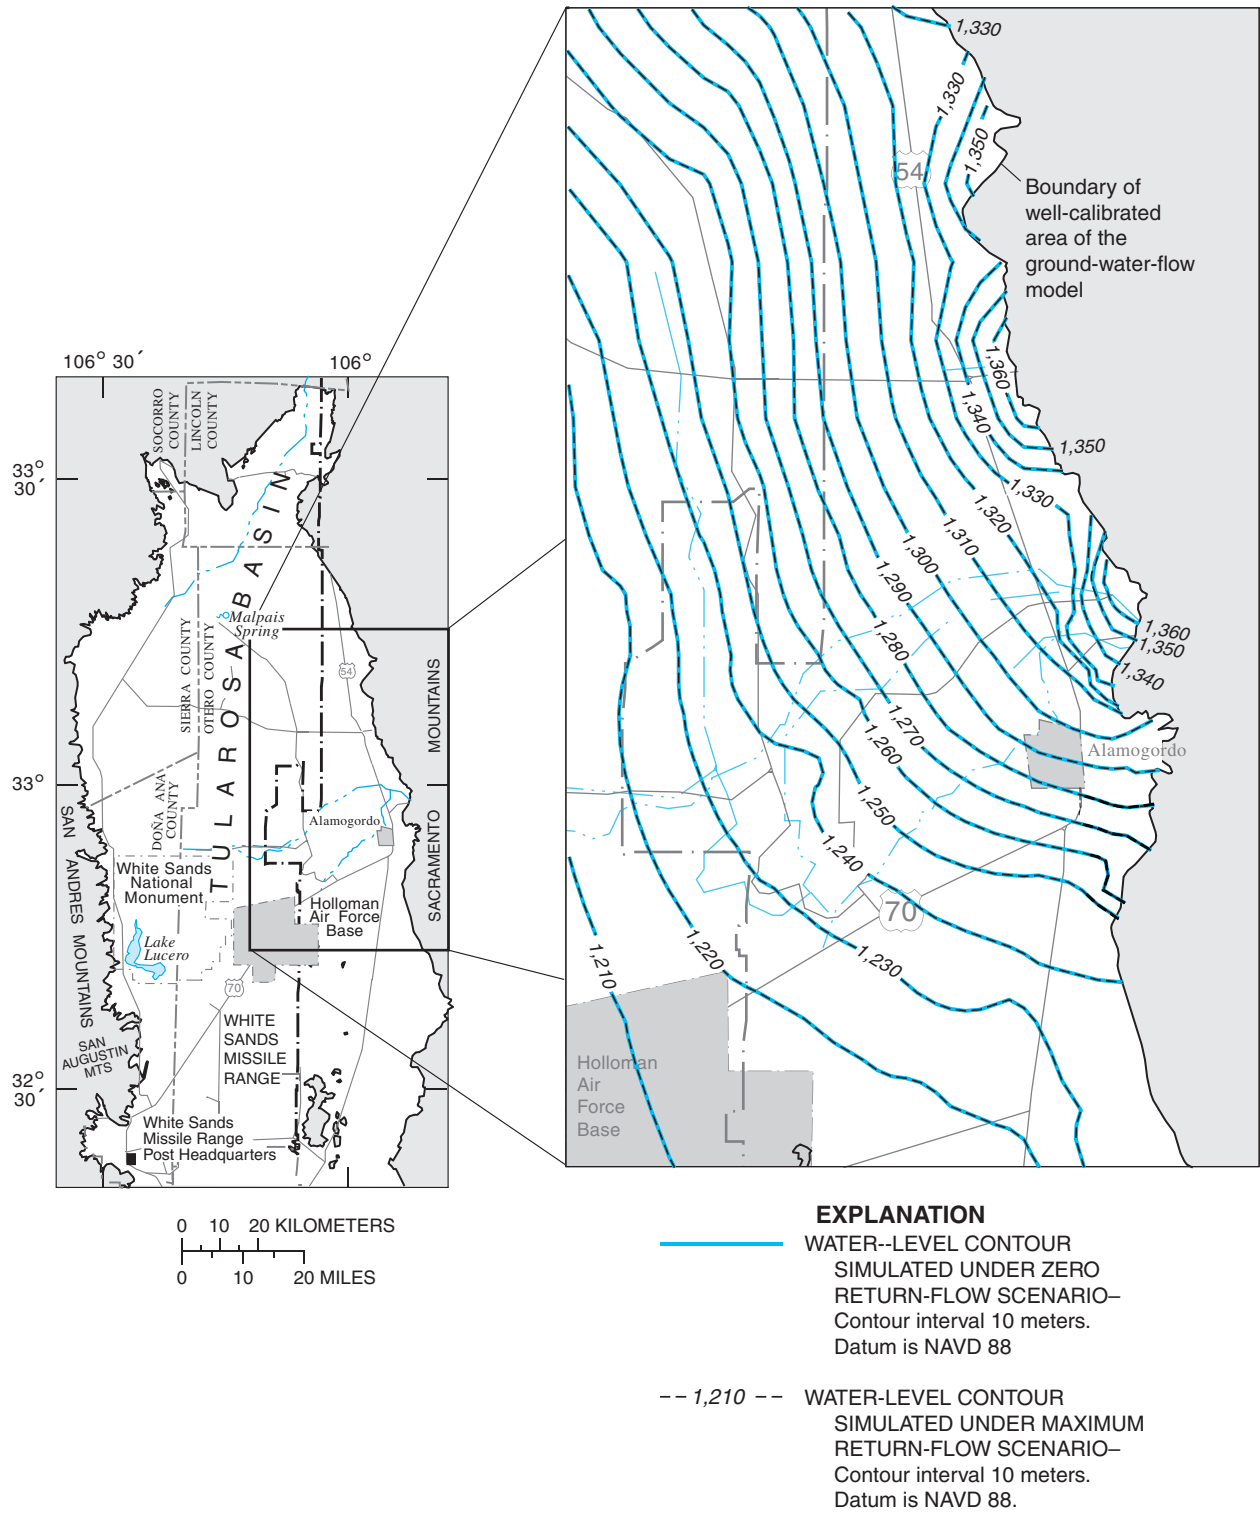 106° 30´
106°
33° 30´
33°
32° 30´
SOCORRO COUNTY
LINCOLN COUNTY
TULAROSA BASIN
Malpais
Spring
SIERRA COUNTY
OTERO COUNTY
54
MOUNTAINS
SACRAMENTO
DOÑA ANA COUNTY
Alamogordo
SAN ANDRES MOUNTAINS
White Sands
National
Monument
Holloman
Air Force
Base
Lake
Lucero
70
WHITE
SANDS
MISSILE
RANGE
SAN
AUGUSTIN
MTS
White Sands
Missile Range
Post Headquarters
0 10 20 KILOMETERS
0 10 20 MILES
1,330
1,330
1,350
54
Boundary of
well-calibrated
area of the
ground-water-flow
model
1,360
1,340
1,350
1,330
1,320
1,310
1,300
1,290
1,280
1,270
1,260
1,250
1,240
1,360
1,350
1,340
Alamogordo
70
1,230
1,220
1,210
Holloman
Air
Force
Base
EXPLANATION
WATER--LEVEL CONTOUR
SIMULATED UNDER ZERO
RETURN-FLOW SCENARIO–
Contour interval 10 meters.
Datum is NAVD 88
1,210
WATER-LEVEL CONTOUR
SIMULATED UNDER MAXIMUM
RETURN-FLOW SCENARIO–
Contour interval 10 meters.
Datum is NAVD 88.